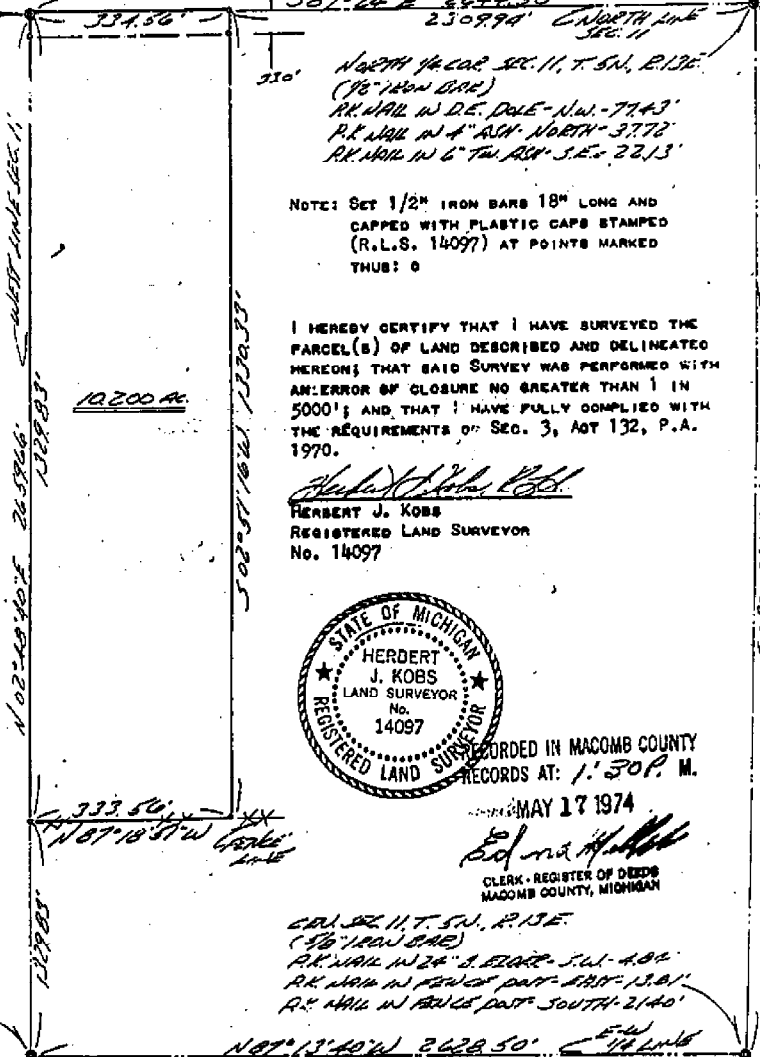 334.56'
2309.94'
NORTH LINE
SEC. 11
330'
NORTH 1/4 COR. SEC. 11, T. 5N., R.13E.
(1/2" IRON BAR)
P.K. NAIL IN D.E. POLE - N.W. - 77.43'
P.K. NAIL IN 4" ASH - NORTH - 37.72'
P.K. NAIL IN 6" TW. ASH - S.E. - 22.13'
WEST LINE SEC. 11
NOTE: SET 1/2" IRON BARS 18" LONG AND
CAPPED WITH PLASTIC CAPS STAMPED
(R.L.S. 14097) AT POINTS MARKED
THUS: O
I HEREBY CERTIFY THAT I HAVE SURVEYED THE
PARCEL(S) OF LAND DESCRIBED AND DELINEATED
HEREON; THAT SAID SURVEY WAS PERFORMED WITH
AN ERROR OF CLOSURE NO GREATER THAN 1 IN
5000'; AND THAT I HAVE FULLY COMPLIED WITH
THE REQUIREMENTS OF SEC. 3, ACT 132, P.A.
1970.
10.200 AC.
1329.83'
S 02°51'16"W 1330.33'
N 02°48'40"E 2659.66'
HERBERT J. KOBS
REGISTERED LAND SURVEYOR
No. 14097
STATE OF MICHIGAN
HERBERT
J. KOBS
LAND SURVEYOR
No.
14097
REGISTERED LAND SURVEYOR
RECORDED IN MACOMB COUNTY
RECORDS AT: 1:30 P. M.
MAY 17 1974
CLERK - REGISTER OF DEEDS
MACOMB COUNTY, MICHIGAN
333.56'
N 87°18'51"W
FENCE
LINE
1329.83'
CEN. SEC 11, T. 5N., R.13E.
(5/8" IRON BAR)
P.K. NAIL IN 24" B. ELDER - S.W. - 4.84'
P.K. NAIL IN FENCE POST - EAST - 13.81'
P.K. NAIL IN FENCE POST SOUTH - 21.40'
N 87°13'40"W 2628.50'
E-W
1/4 LINE